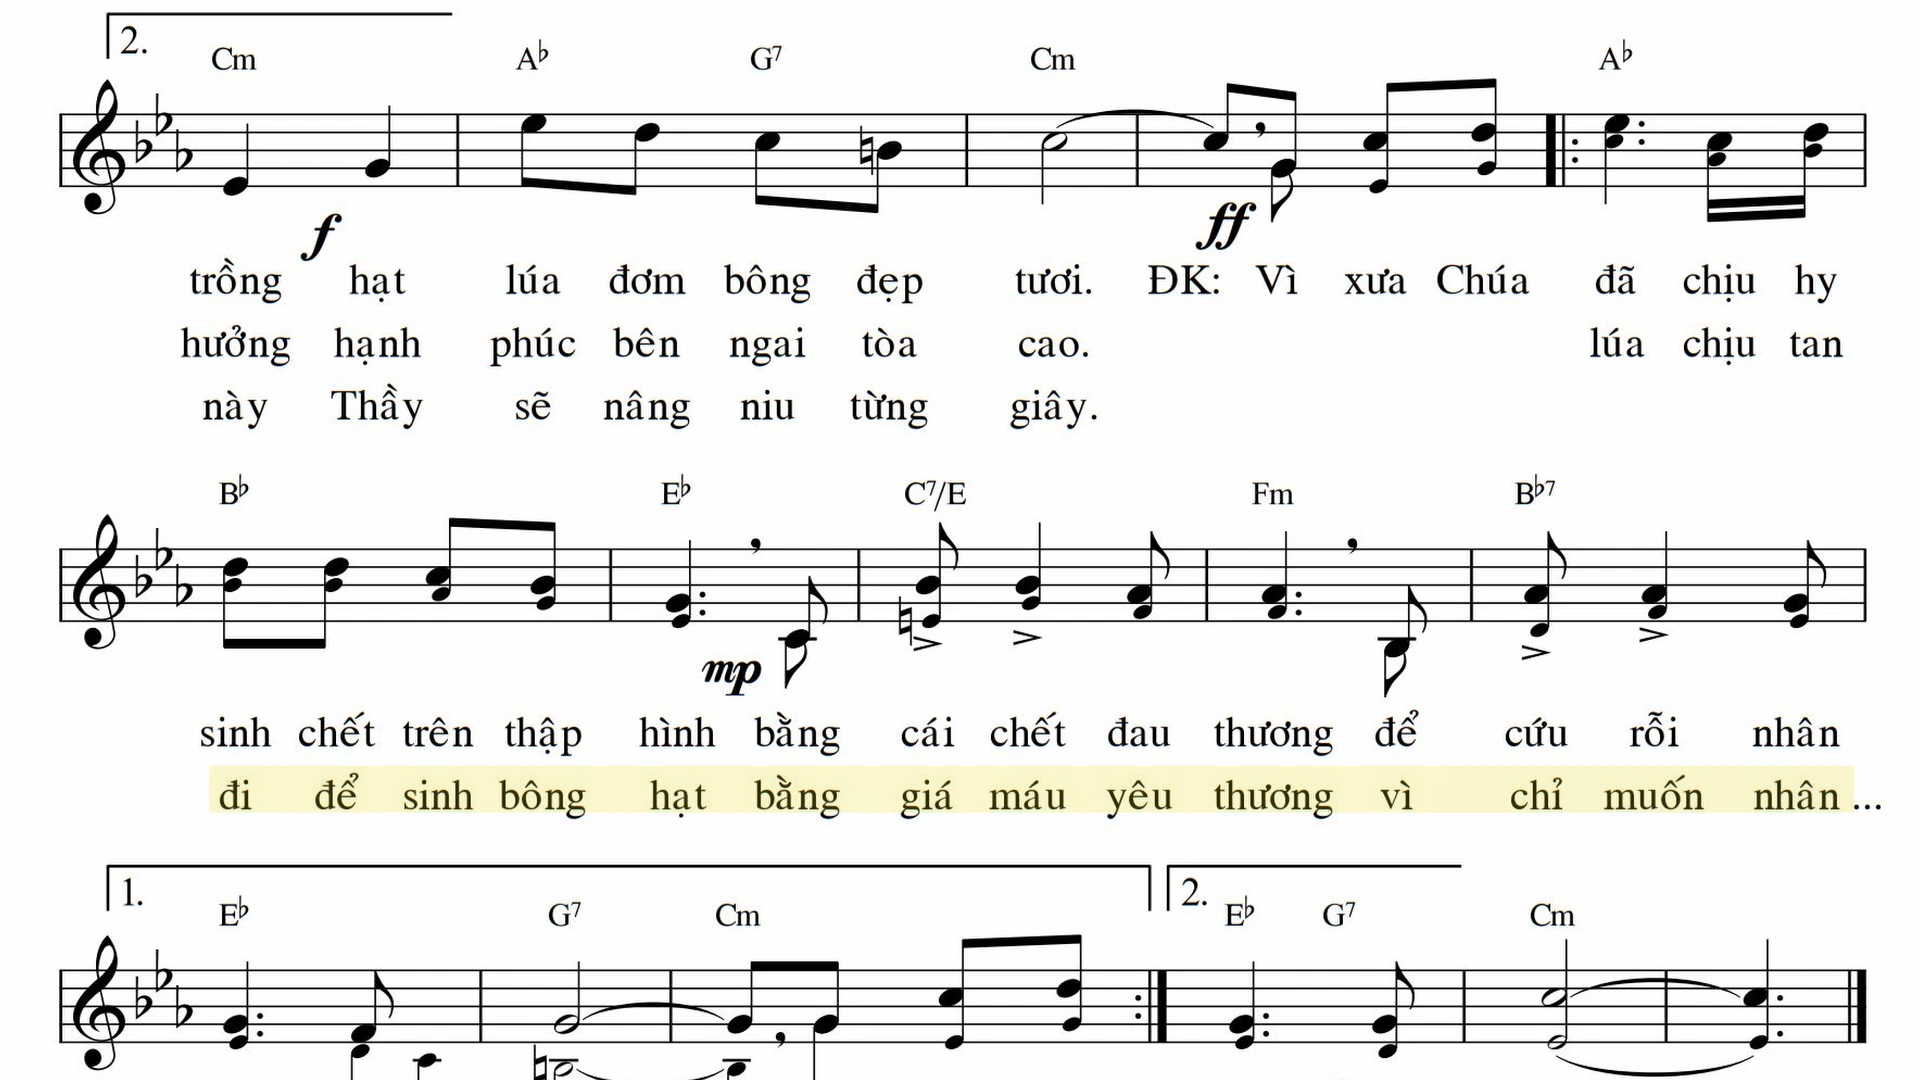 2.
Cm A♭ G7 Cm A♭
f ff
trồng hạt lúa đơm bông đẹp tươi. ĐK: Vì xưa Chúa đã chịu hy
hưởng hạnh phúc bên ngai tòa cao. lúa chịu tan
này Thầy sẽ nâng niu từng giây.
B♭ E♭ C7/E Fm B♭7
mp
sinh chết trên thập hình bằng cái chết đau thương để cứu rỗi nhân
đi để sinh bông hạt bằng giá máu yêu thương vì chỉ muốn nhân...
1. 2.
E♭ G7 Cm E♭ G7 Cm